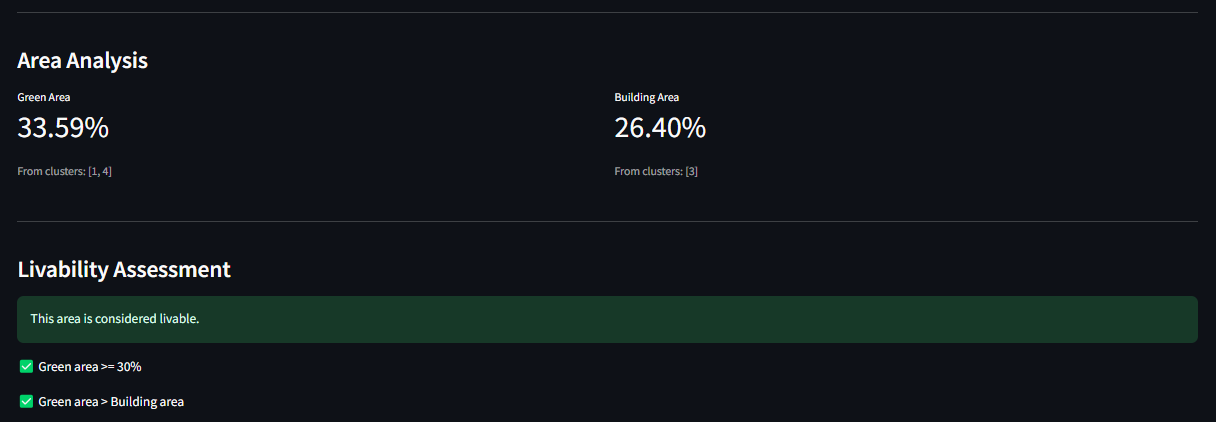 Area Analysis
Green Area
Building Area
33.59%
26.40%
From clusters: [1, 4]
From clusters: [3]
Livability Assessment
This area is considered livable.
Green area >= 30%
Green area > Building area